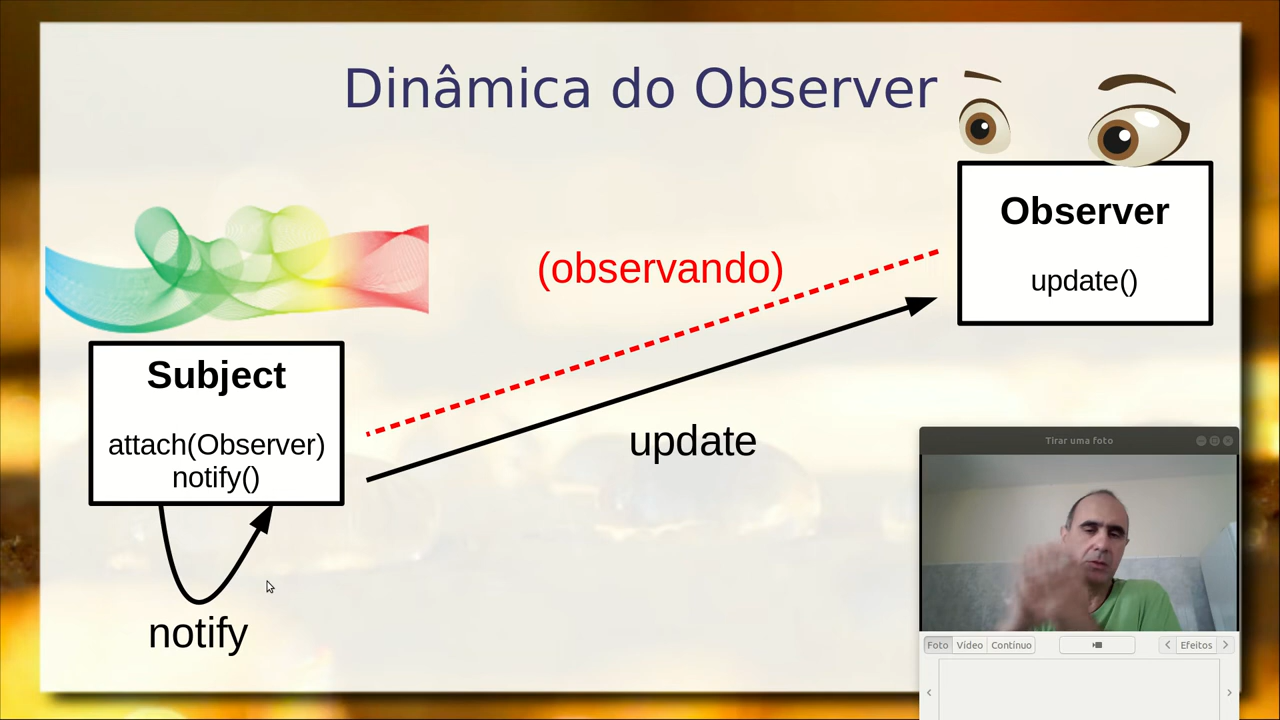 Dinâmica do Observer
Observer
update()
(observando)
Subject
attach(Observer)
notify()
update
notify
Tirar uma foto
Foto Vídeo Contínuo Efeitos